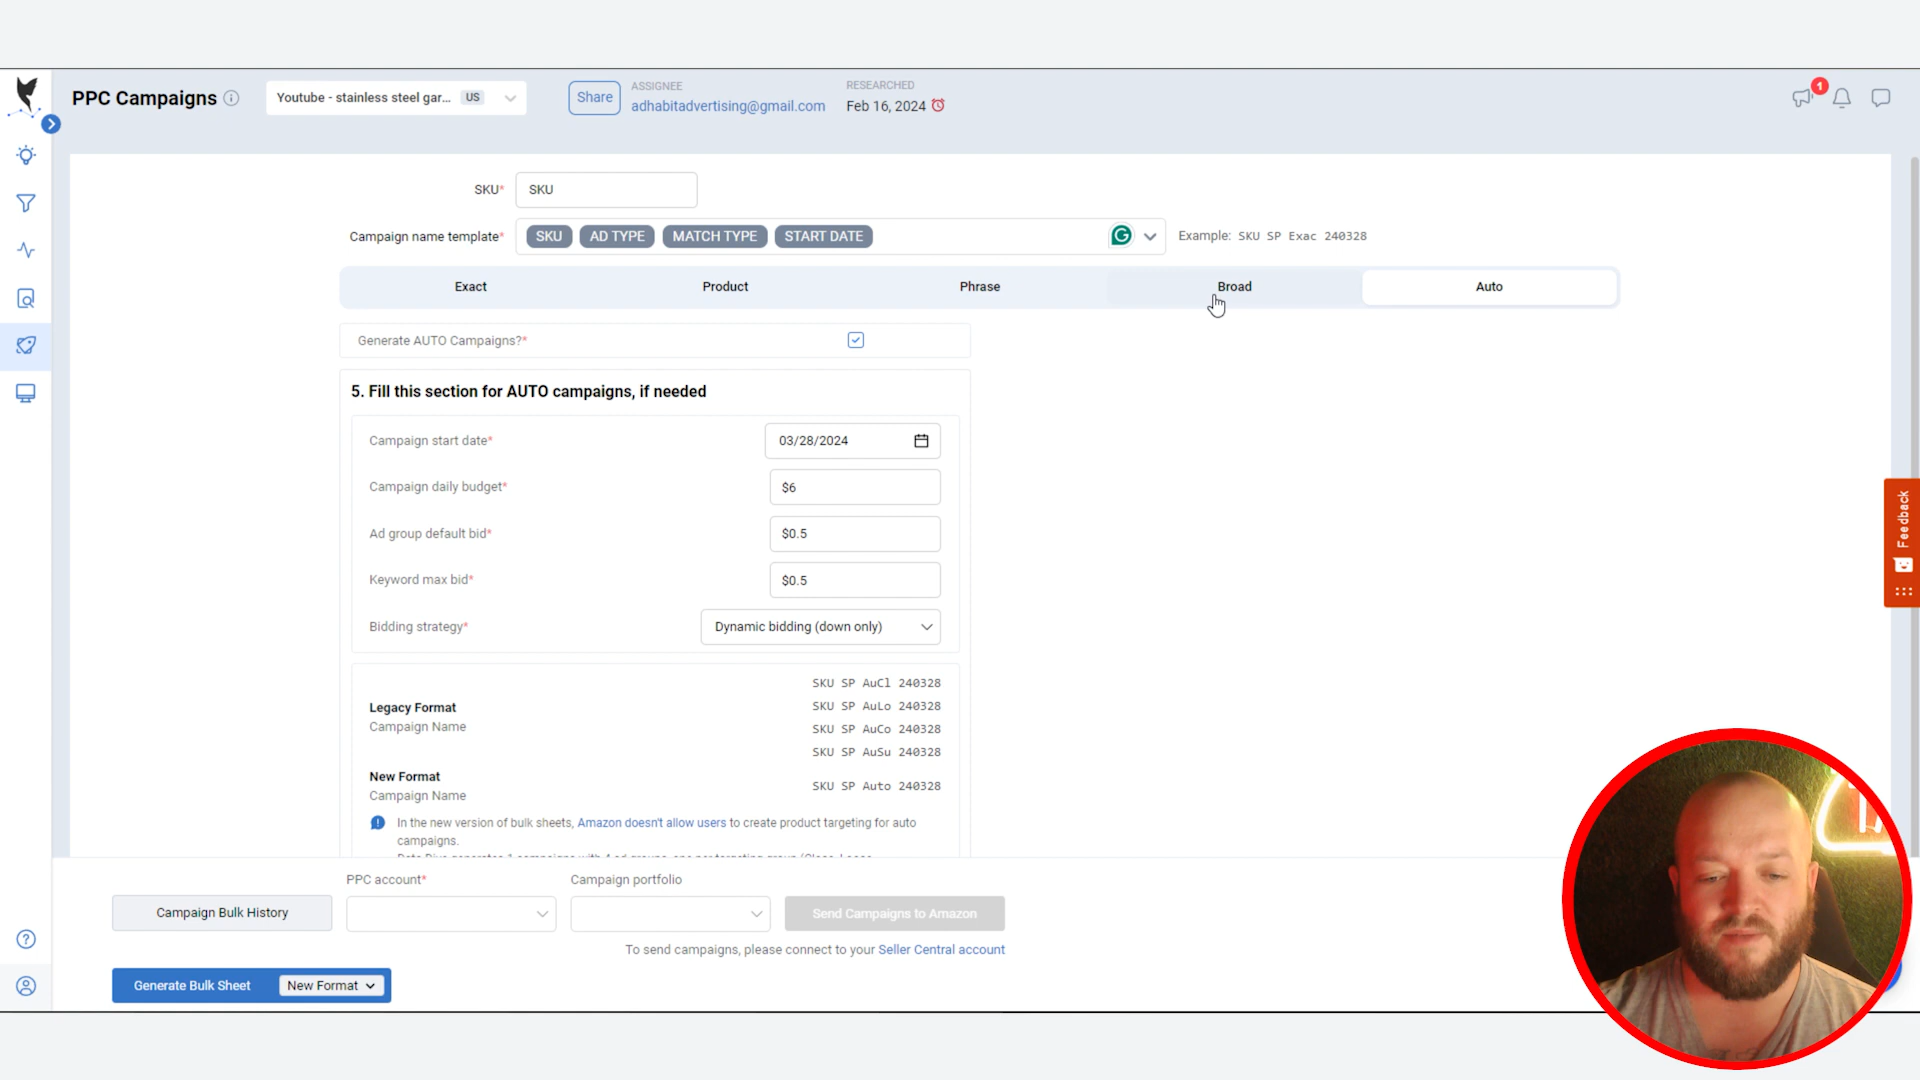 PPC Campaigns
Youtube - stainless steel gar... US
Share
ASSIGNEE
adhabitadvertising@gmail.com
RESEARCHED
Feb 16, 2024
1
SKU* SKU
Campaign name template* SKU AD TYPE MATCH TYPE START DATE
Example: SKU SP Exac 240328
Exact Product Phrase Broad Auto
Generate AUTO Campaigns?*
5. Fill this section for AUTO campaigns, if needed
Campaign start date* 03/28/2024
Campaign daily budget* $6
Ad group default bid* $0.5
Keyword max bid* $0.5
Bidding strategy* Dynamic bidding (down only)
Legacy Format
Campaign Name
SKU SP AuCl 240328
SKU SP AuLo 240328
SKU SP AuCo 240328
SKU SP AuSu 240328
New Format
Campaign Name
SKU SP Auto 240328
In the new version of bulk sheets, Amazon doesn't allow users to create product targeting for auto
campaigns.
Feedback
PPC account*
Campaign portfolio
Campaign Bulk History
Send Campaigns to Amazon
To send campaigns, please connect to your Seller Central account
Generate Bulk Sheet New Format